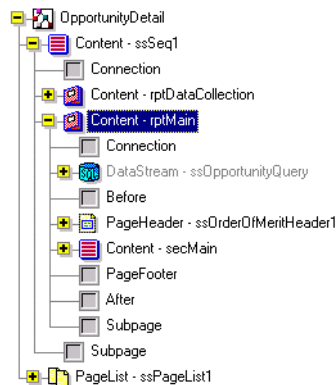 OpportunityDetail
Content - ssSeq1
Connection
Content - rptDataCollection
Content - rptMain
Connection
DataStream - ssOpportunityQuery
Before
PageHeader - ssOrderOfMeritHeader1
Content - secMain
PageFooter
After
Subpage
Subpage
PageList - ssPageList1